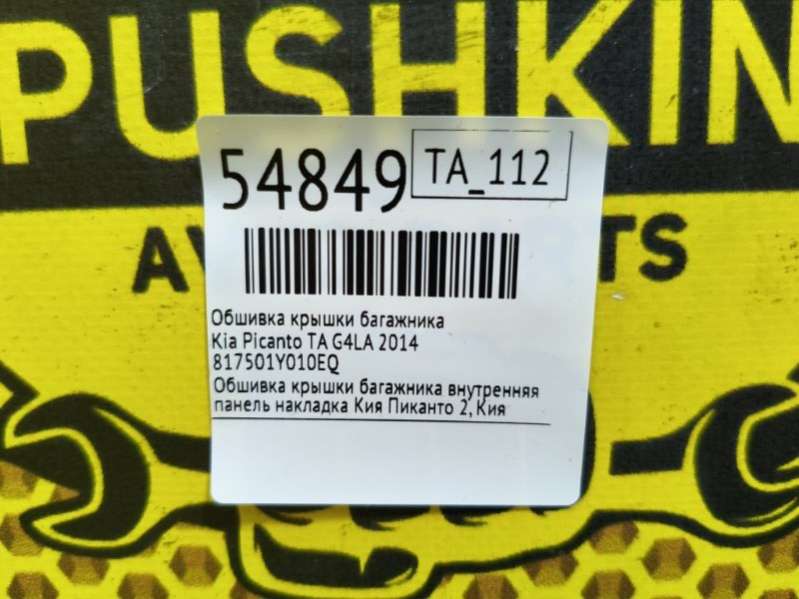 PUSHKIN
54849
TA_112
Обшивка крышки багажника
Kia Picanto TA G4LA 2014
817501Y010EQ
Обшивка крышки багажника внутренняя
панель накладка Кия Пиканто 2, Кия